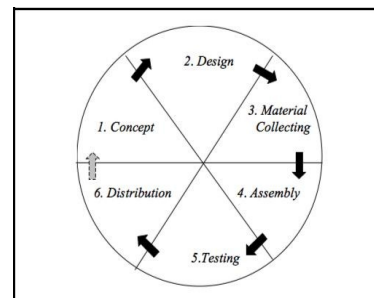 1. Concept
2. Design
3. Material
Collecting
4. Assembly
5.Testing
6. Distribution